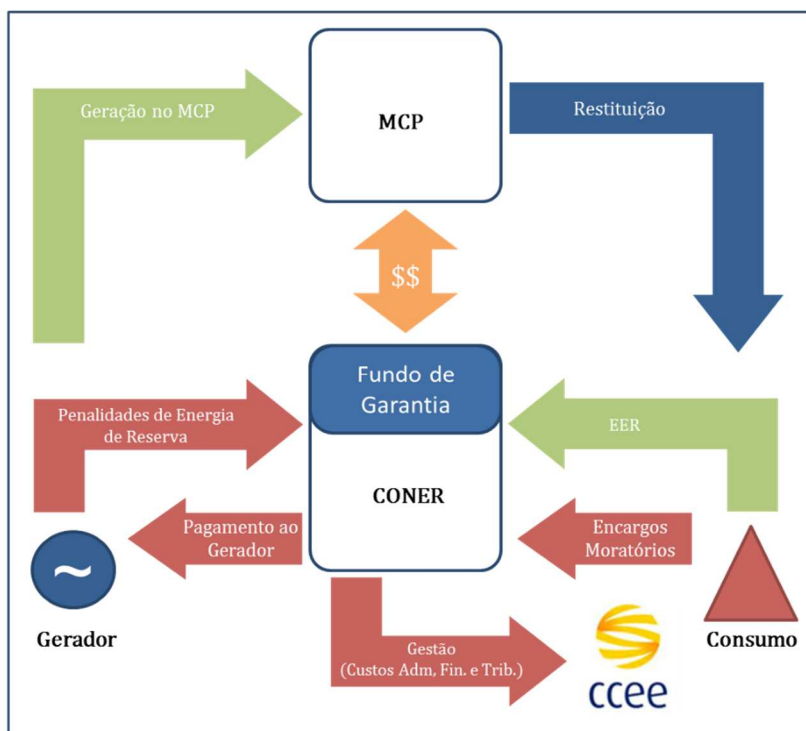 Geração no MCP
MCP
Restituição
$$
Fundo de
Garantia
Penalidades de Energia
de Reserva
EER
CONER
Pagamento ao
Gerador
Encargos
Moratórios
~
Gerador
Consumo
Gestão
(Custos Adm, Fin. e Trib.)
ccee